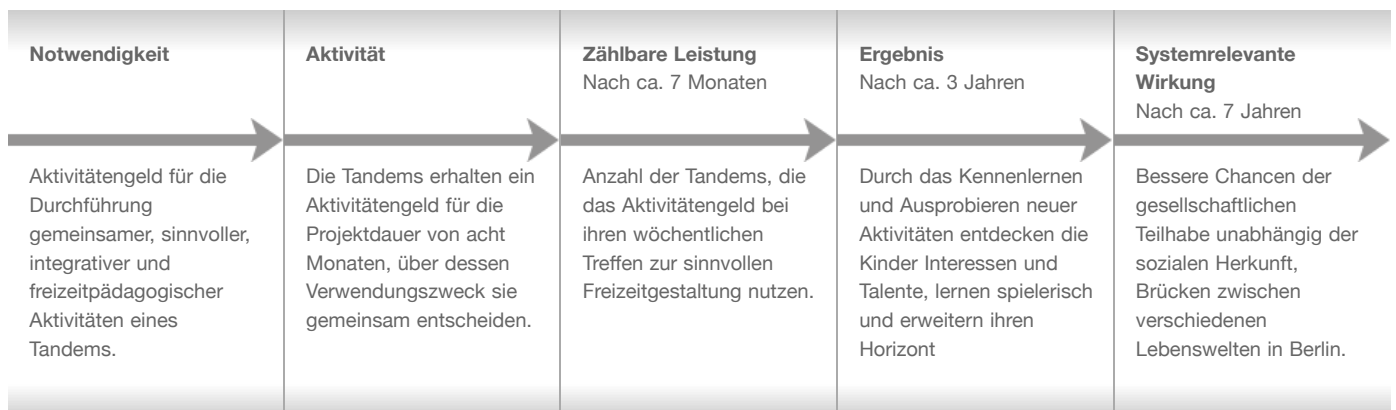 Notwendigkeit
Aktivitätengeld für die
Durchführung
gemeinsamer, sinnvoller,
integrativer und
freizeitpädagogischer
Aktivitäten eines
Tandems.
Aktivität
Die Tandems erhalten ein
Aktivitätengeld für die
Projektdauer von acht
Monaten, über dessen
Verwendungszweck sie
gemeinsam entscheiden.
Zählbare Leistung
Nach ca. 7 Monaten
Anzahl der Tandems, die
das Aktivitätengeld bei
ihren wöchentlichen
Treffen zur sinnvollen
Freizeitgestaltung nutzen.
Ergebnis
Nach ca. 3 Jahren
Durch das Kennenlernen
und Ausprobieren neuer
Aktivitäten entdecken die
Kinder Interessen und
Talente, lernen spielerisch
und erweitern ihren
Horizont
Systemrelevante
Wirkung
Nach ca. 7 Jahren
Bessere Chancen der
gesellschaftlichen
Teilhabe unabhängig der
sozialen Herkunft,
Brücken zwischen
verschiedenen
Lebenswelten in Berlin.